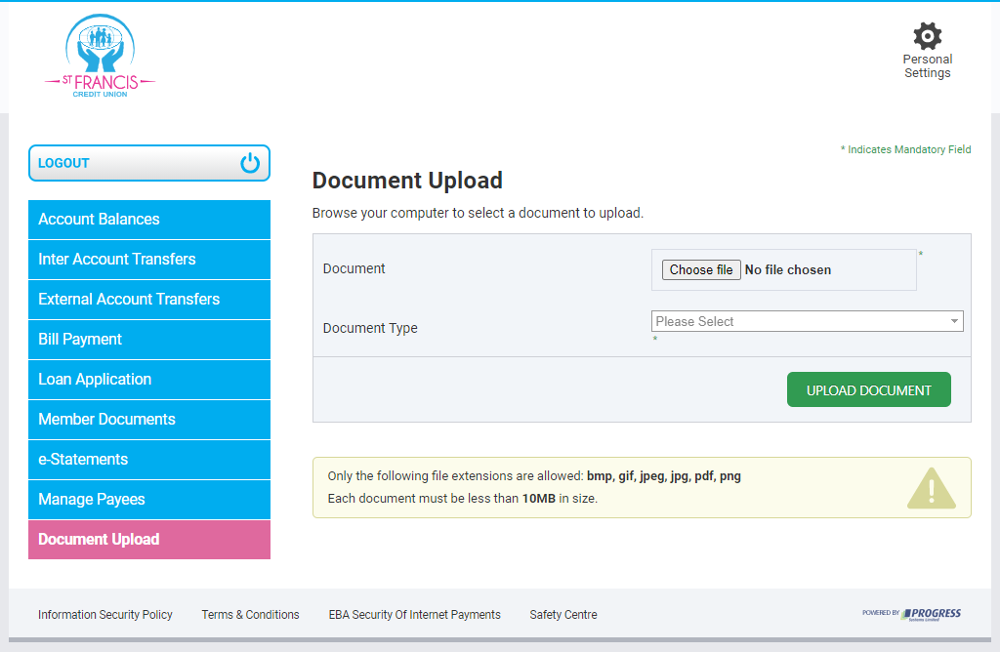 ST FRANCIS
CREDIT UNION
Personal
Settings
LOGOUT
Account Balances
Inter Account Transfers
External Account Transfers
Bill Payment
Loan Application
Member Documents
e-Statements
Manage Payees
Document Upload
* Indicates Mandatory Field
Document Upload
Browse your computer to select a document to upload.
Document
Choose file No file chosen *
Document Type
Please Select
*
UPLOAD DOCUMENT
Only the following file extensions are allowed: bmp, gif, jpeg, jpg, pdf, png
Each document must be less than 10MB in size.
Information Security Policy Terms & Conditions EBA Security Of Internet Payments Safety Centre
POWERED BY PROGRESS
Systems Limited